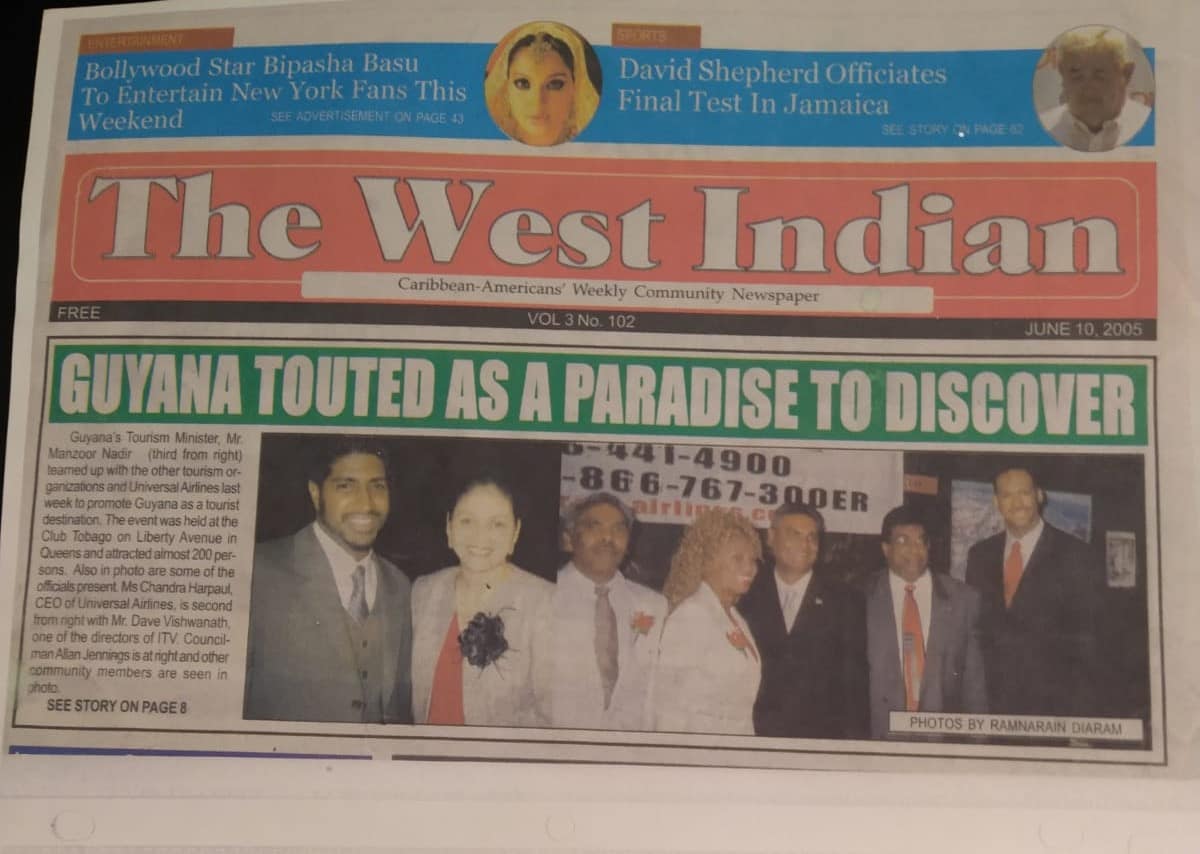 ENTERTAINMENT
Bollywood Star Bipasha Basu
To Entertain New York Fans This
Weekend
SEE ADVERTISEMENT ON PAGE 43
SPORTS
David Shepherd Officiates
Final Test In Jamaica
SEE STORY ON PAGE 62
The West Indian
Caribbean-Americans' Weekly Community Newspaper
FREE
VOL 3 No. 102
JUNE 10, 2005
GUYANA TOUTED AS A PARADISE TO DISCOVER
Guyana's Tourism Minister, Mr.
Manzoor Nadir (third from right)
teamed up with the other tourism or-
ganizations and Universal Airlines last
week to promote Guyana as a tourist
destination. The event was held at the
Club Tobago on Liberty Avenue in
Queens and attracted almost 200 per-
sons. Also in photo are some of the
officials present. Ms Chandra Harpaul,
CEO of Universal Airlines, is second
from right with Mr. Dave Vishwanath,
one of the directors of ITV. Council-
man Allan Jennings is at right and other
community members are seen in
photo.
SEE STORY ON PAGE 8
-441-4900
-866-767-300ER
PHOTOS BY RAMNARAIN DIARAM